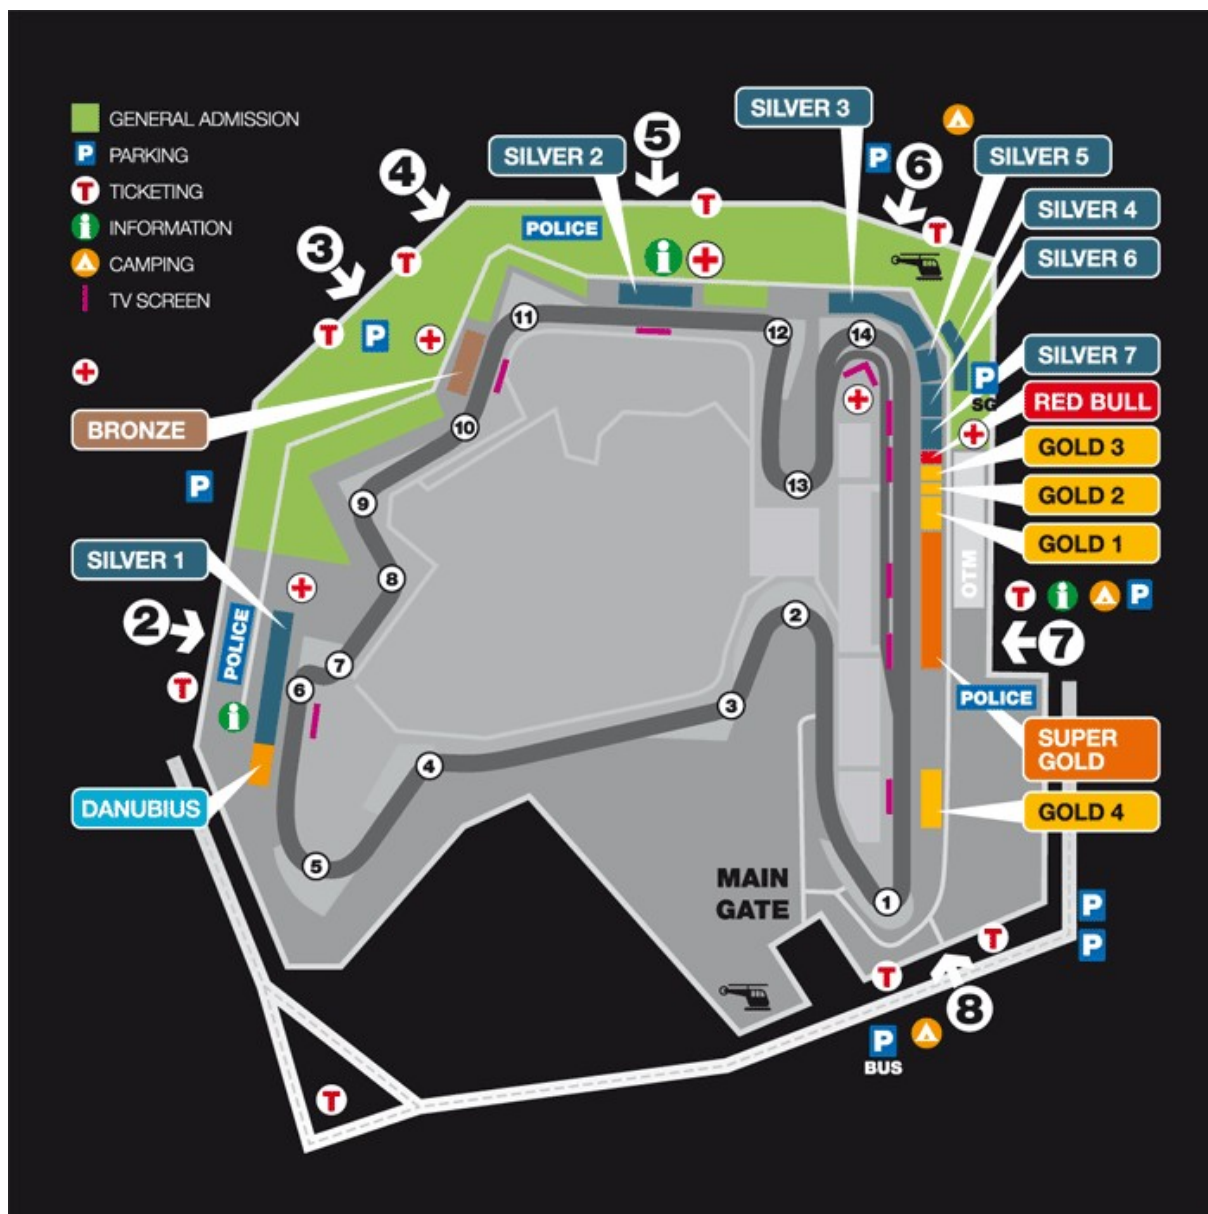 GENERAL ADMISSION
P PARKING
T TICKETING
i INFORMATION
CAMPING
TV SCREEN
SILVER 3
5
SILVER 2
P
6
SILVER 5
4
T
SILVER 4
POLICE
T
3
T
i
SILVER 6
T
P
11
12
14
SILVER 7
P
SG
RED BULL
BRONZE
10
GOLD 3
P
13
9
GOLD 2
GOLD 1
SILVER 1
8
OTM
T i P
2
POLICE
2
7
7
T
6
i
3
POLICE
SUPER
GOLD
4
DANUBIUS
GOLD 4
5
MAIN
GATE
1
P
T
P
T
8
P
BUS
T